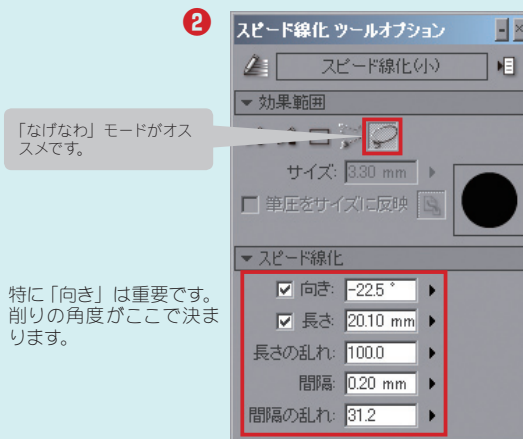 2
スピード線化 ツールオプション
スピード線化(小)
効果範囲
「なげなわ」モードがオス
スメです。
サイズ: 3.30 mm
筆圧をサイズに反映
スピード線化
特に「向き」は重要です。
削りの角度がここで決ま
ります。
向き: -22.5 °
長さ: 20.10 mm
長さの乱れ: 100.0
間隔: 0.20 mm
間隔の乱れ: 31.2